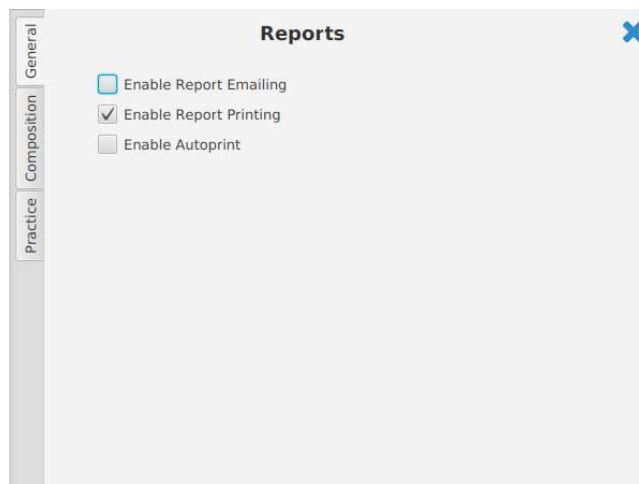 Reports
General
Composition
Practice
Enable Report Emailing
Enable Report Printing
Enable Autoprint